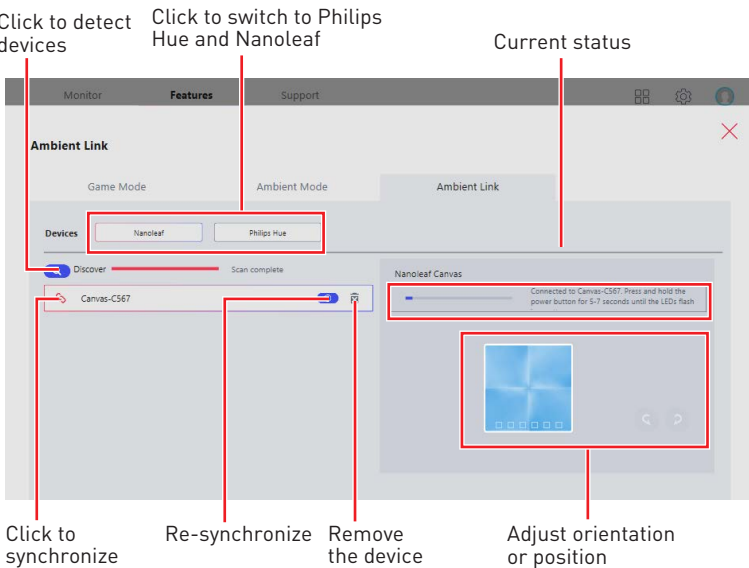 Click to detect
devices
Click to switch to Philips
Hue and Nanoleaf
Current status
Monitor Features Support
Ambient Link
Game Mode Ambient Mode Ambient Link
Devices Nanoleaf Philips Hue
Discover Scan complete
Nanoleaf Canvas
Canvas-C567
Connected to Canvas-C567. Press and hold the
power button for 5-7 seconds until the LEDs flash
Click to
synchronize
Re-synchronize
Remove
the device
Adjust orientation
or position